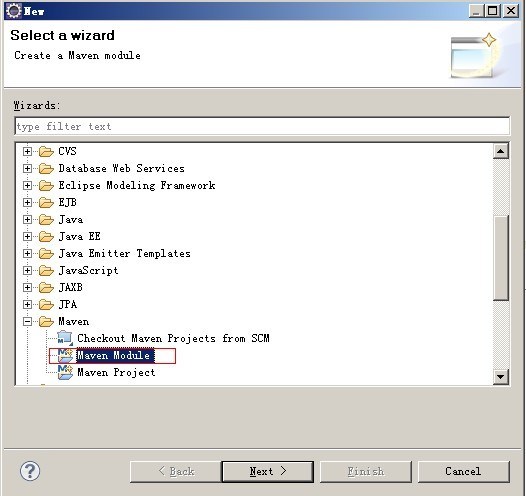 New
Select a wizard
Create a Maven module
Wizards:
type filter text
CVS
Database Web Services
Eclipse Modeling Framework
EJB
Java
Java EE
Java Emitter Templates
JavaScript
JAXB
JPA
Maven
Checkout Maven Projects from SCM
Maven Module
Maven Project
< Back
Next >
Finish
Cancel